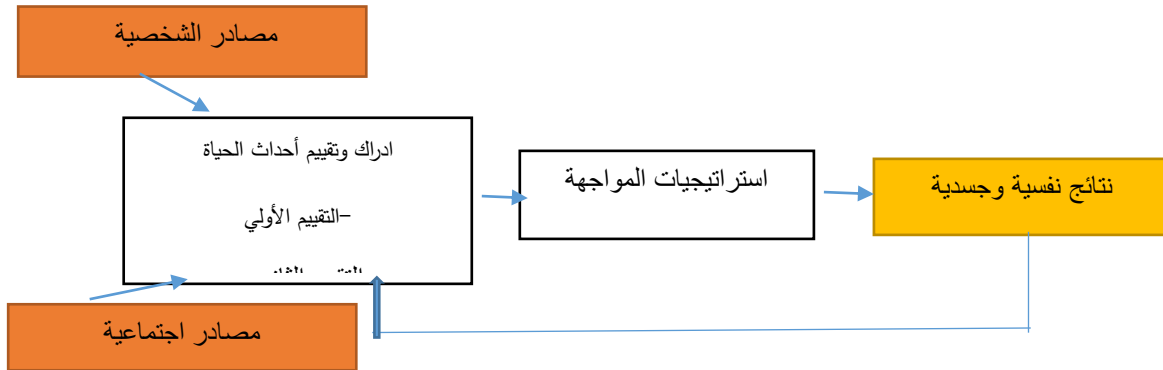 مصادر الشخصية
ادراك وتقييم أحداث الحياة
-التقييم الأولي
استراتيجيات المواجهة
نتائج نفسية وجسدية
مصادر اجتماعية